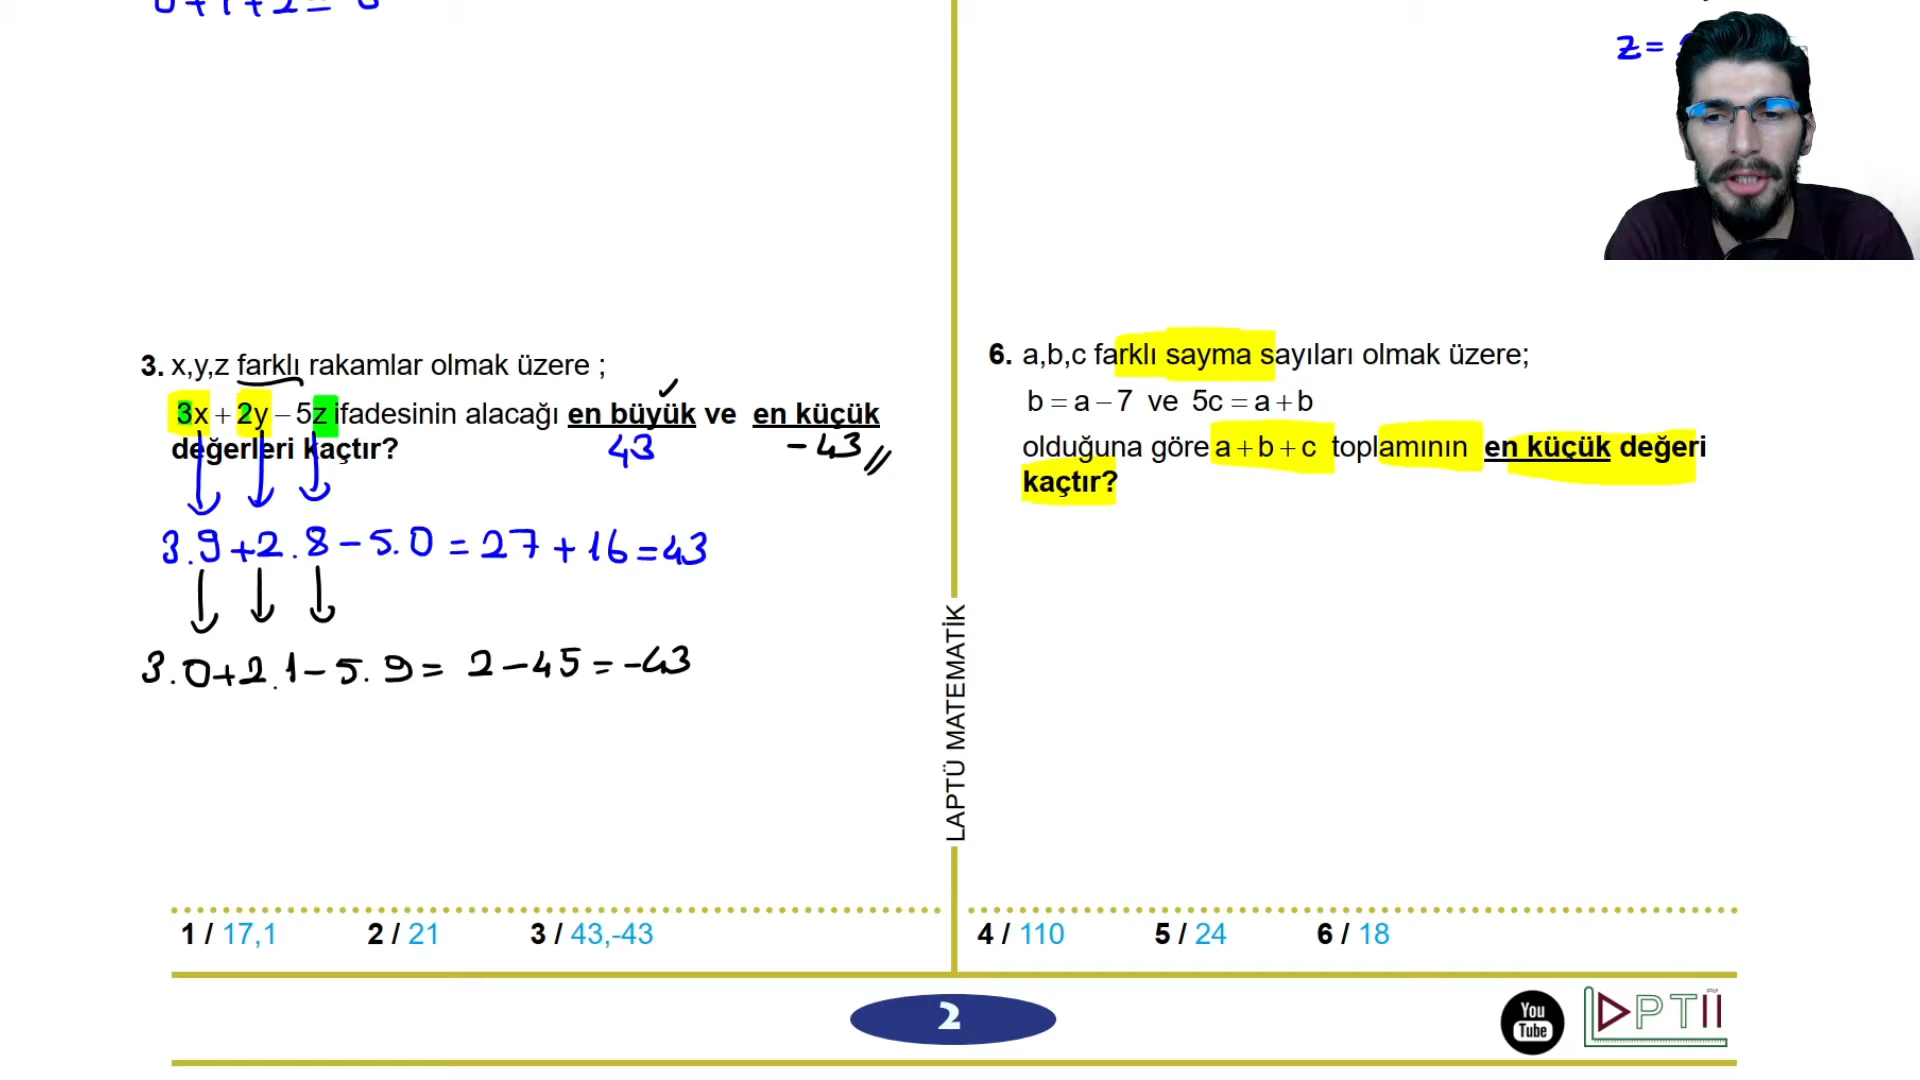 z=
3. x,y,z farklı rakamlar olmak üzere ;
3x + 2y − 5z ifadesinin alacağı en büyük ve en küçük
değerleri kaçtır?
43
-43
3.9+2.8-5.0=27+16=43
3.0+2.1-5.9=2-45=-43
6. a,b,c farklı sayma sayıları olmak üzere;
b = a − 7 ve 5c = a + b
olduğuna göre a + b + c toplamının en küçük değeri
kaçtır?
LAPTÜ MATEMATİK
1 / 17,1 2 / 21 3 / 43,-43
4 / 110 5 / 24 6 / 18
2
You
Tube